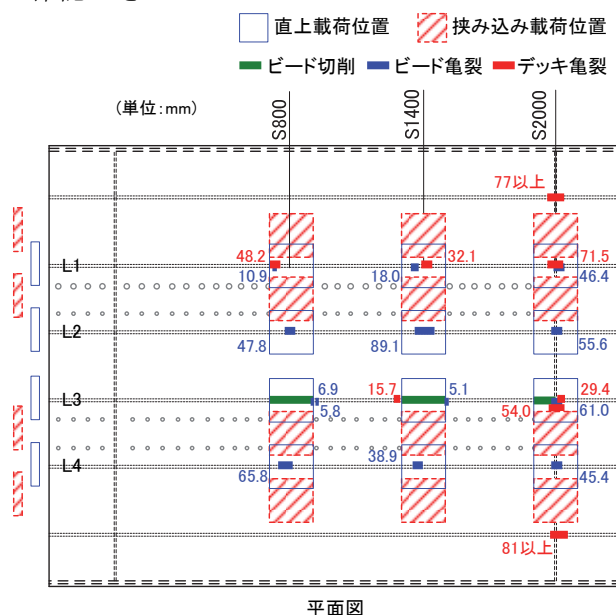 直上載荷位置 挟み込み載荷位置
ビード切削 ビード亀裂 デッキ亀裂
(単位:mm) S800 S1400 S2000
77以上
48.2 32.1 71.5
L1
10.9 18.0 46.4
L2
47.8 89.1 55.6
6.9 15.7 5.1 29.4
L3
5.8 54.0 61.0
38.9
L4
65.8 45.4
81以上
平面図